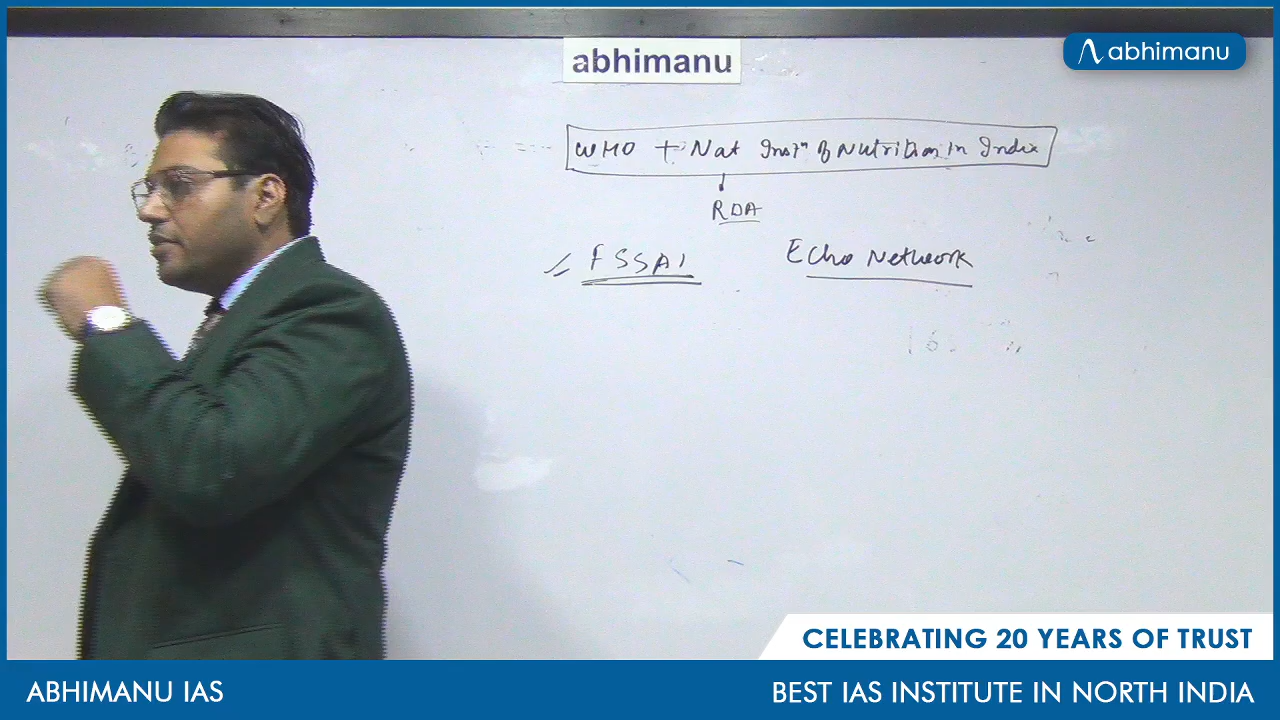 abhimanu
abhimanu
WHO + Nat Instn of Nutrition in India
RDA
FSSAI
Echo Network
CELEBRATING 20 YEARS OF TRUST
ABHIMANU IAS
BEST IAS INSTITUTE IN NORTH INDIA